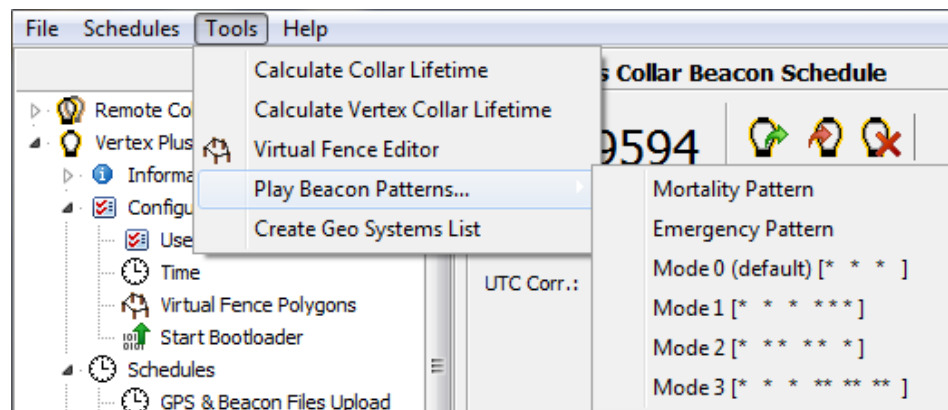 File Schedules Tools Help
Calculate Collar Lifetime
Calculate Vertex Collar Lifetime
Virtual Fence Editor
Play Beacon Patterns...
Create Geo Systems List
s Collar Beacon Schedule
9594
Remote Co
Vertex Plus
Informa
Configu
Use
Time
Virtual Fence Polygons
Start Bootloader
Schedules
GPS & Beacon Files Upload
UTC Corr.:
Mortality Pattern
Emergency Pattern
Mode 0 (default) [* * * ]
Mode 1 [* * * * * * ]
Mode 2 [* ** ** *]
Mode 3 [* * * ** ** ** ]